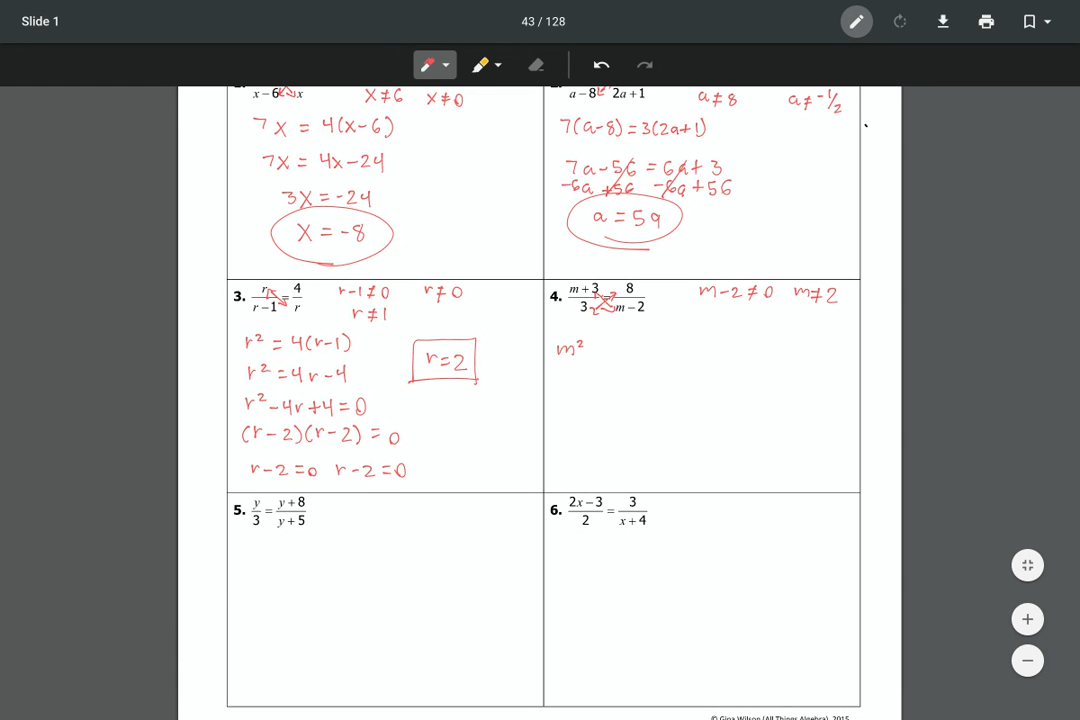 Slide 1
43 / 128
x − 6 x x ≠ 6 x ≠ 0
7x = 4(x-6)
7x = 4x-24
3x = -24
x = -8
a − 8 2a + 1 a ≠ 8 a ≠ -1/2
7(a-8) = 3(2a+1)
7a - 56 = 6a + 3
-6a +56 -6a +56
a = 59
3. r/(r − 1) = 4/r r-1 ≠ 0 r ≠ 0
r ≠ 1
r² = 4(r-1)
r² = 4r-4
r² - 4r + 4 = 0
(r-2)(r-2) = 0
r-2 = 0 r-2 = 0
r = 2
4. (m + 3)/3 = 8/(m − 2) m-2 ≠ 0 m ≠ 2
m²
5. y/3 = (y + 8)/(y + 5)
6. (2x − 3)/2 = 3/(x + 4)
© Gina Wilson (All Things Algebra), 2015